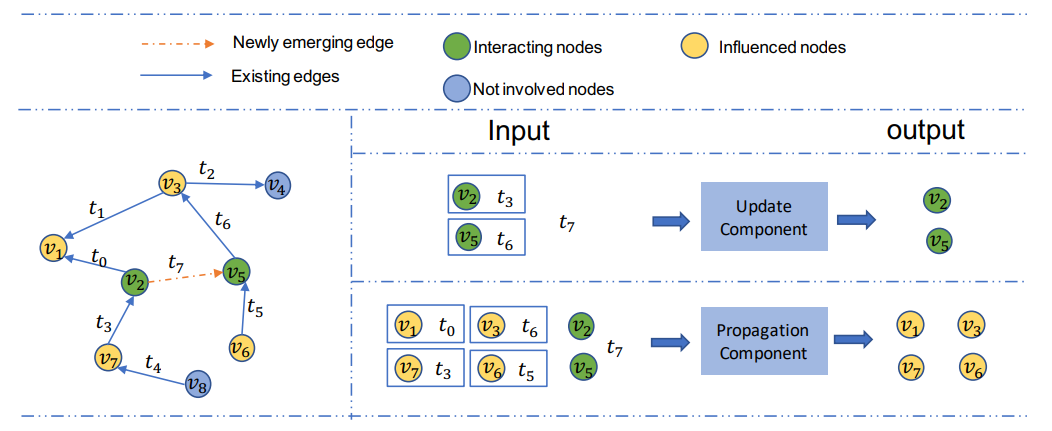 Newly emerging edge
Interacting nodes
Influenced nodes
Existing edges
Not involved nodes
Input
output
t₂
v₃
v₄
t₁
t₆
v₁
t₀
t₇
v₂
v₅
t₃
t₅
v₇
v₆
t₄
v₈
v₂ t₃
v₅ t₆
t₇
Update
Component
v₂
v₅
v₁ t₀
v₃ t₆
v₇ t₃
v₆ t₅
v₂
v₅
t₇
Propagation
Component
v₁
v₃
v₇
v₆